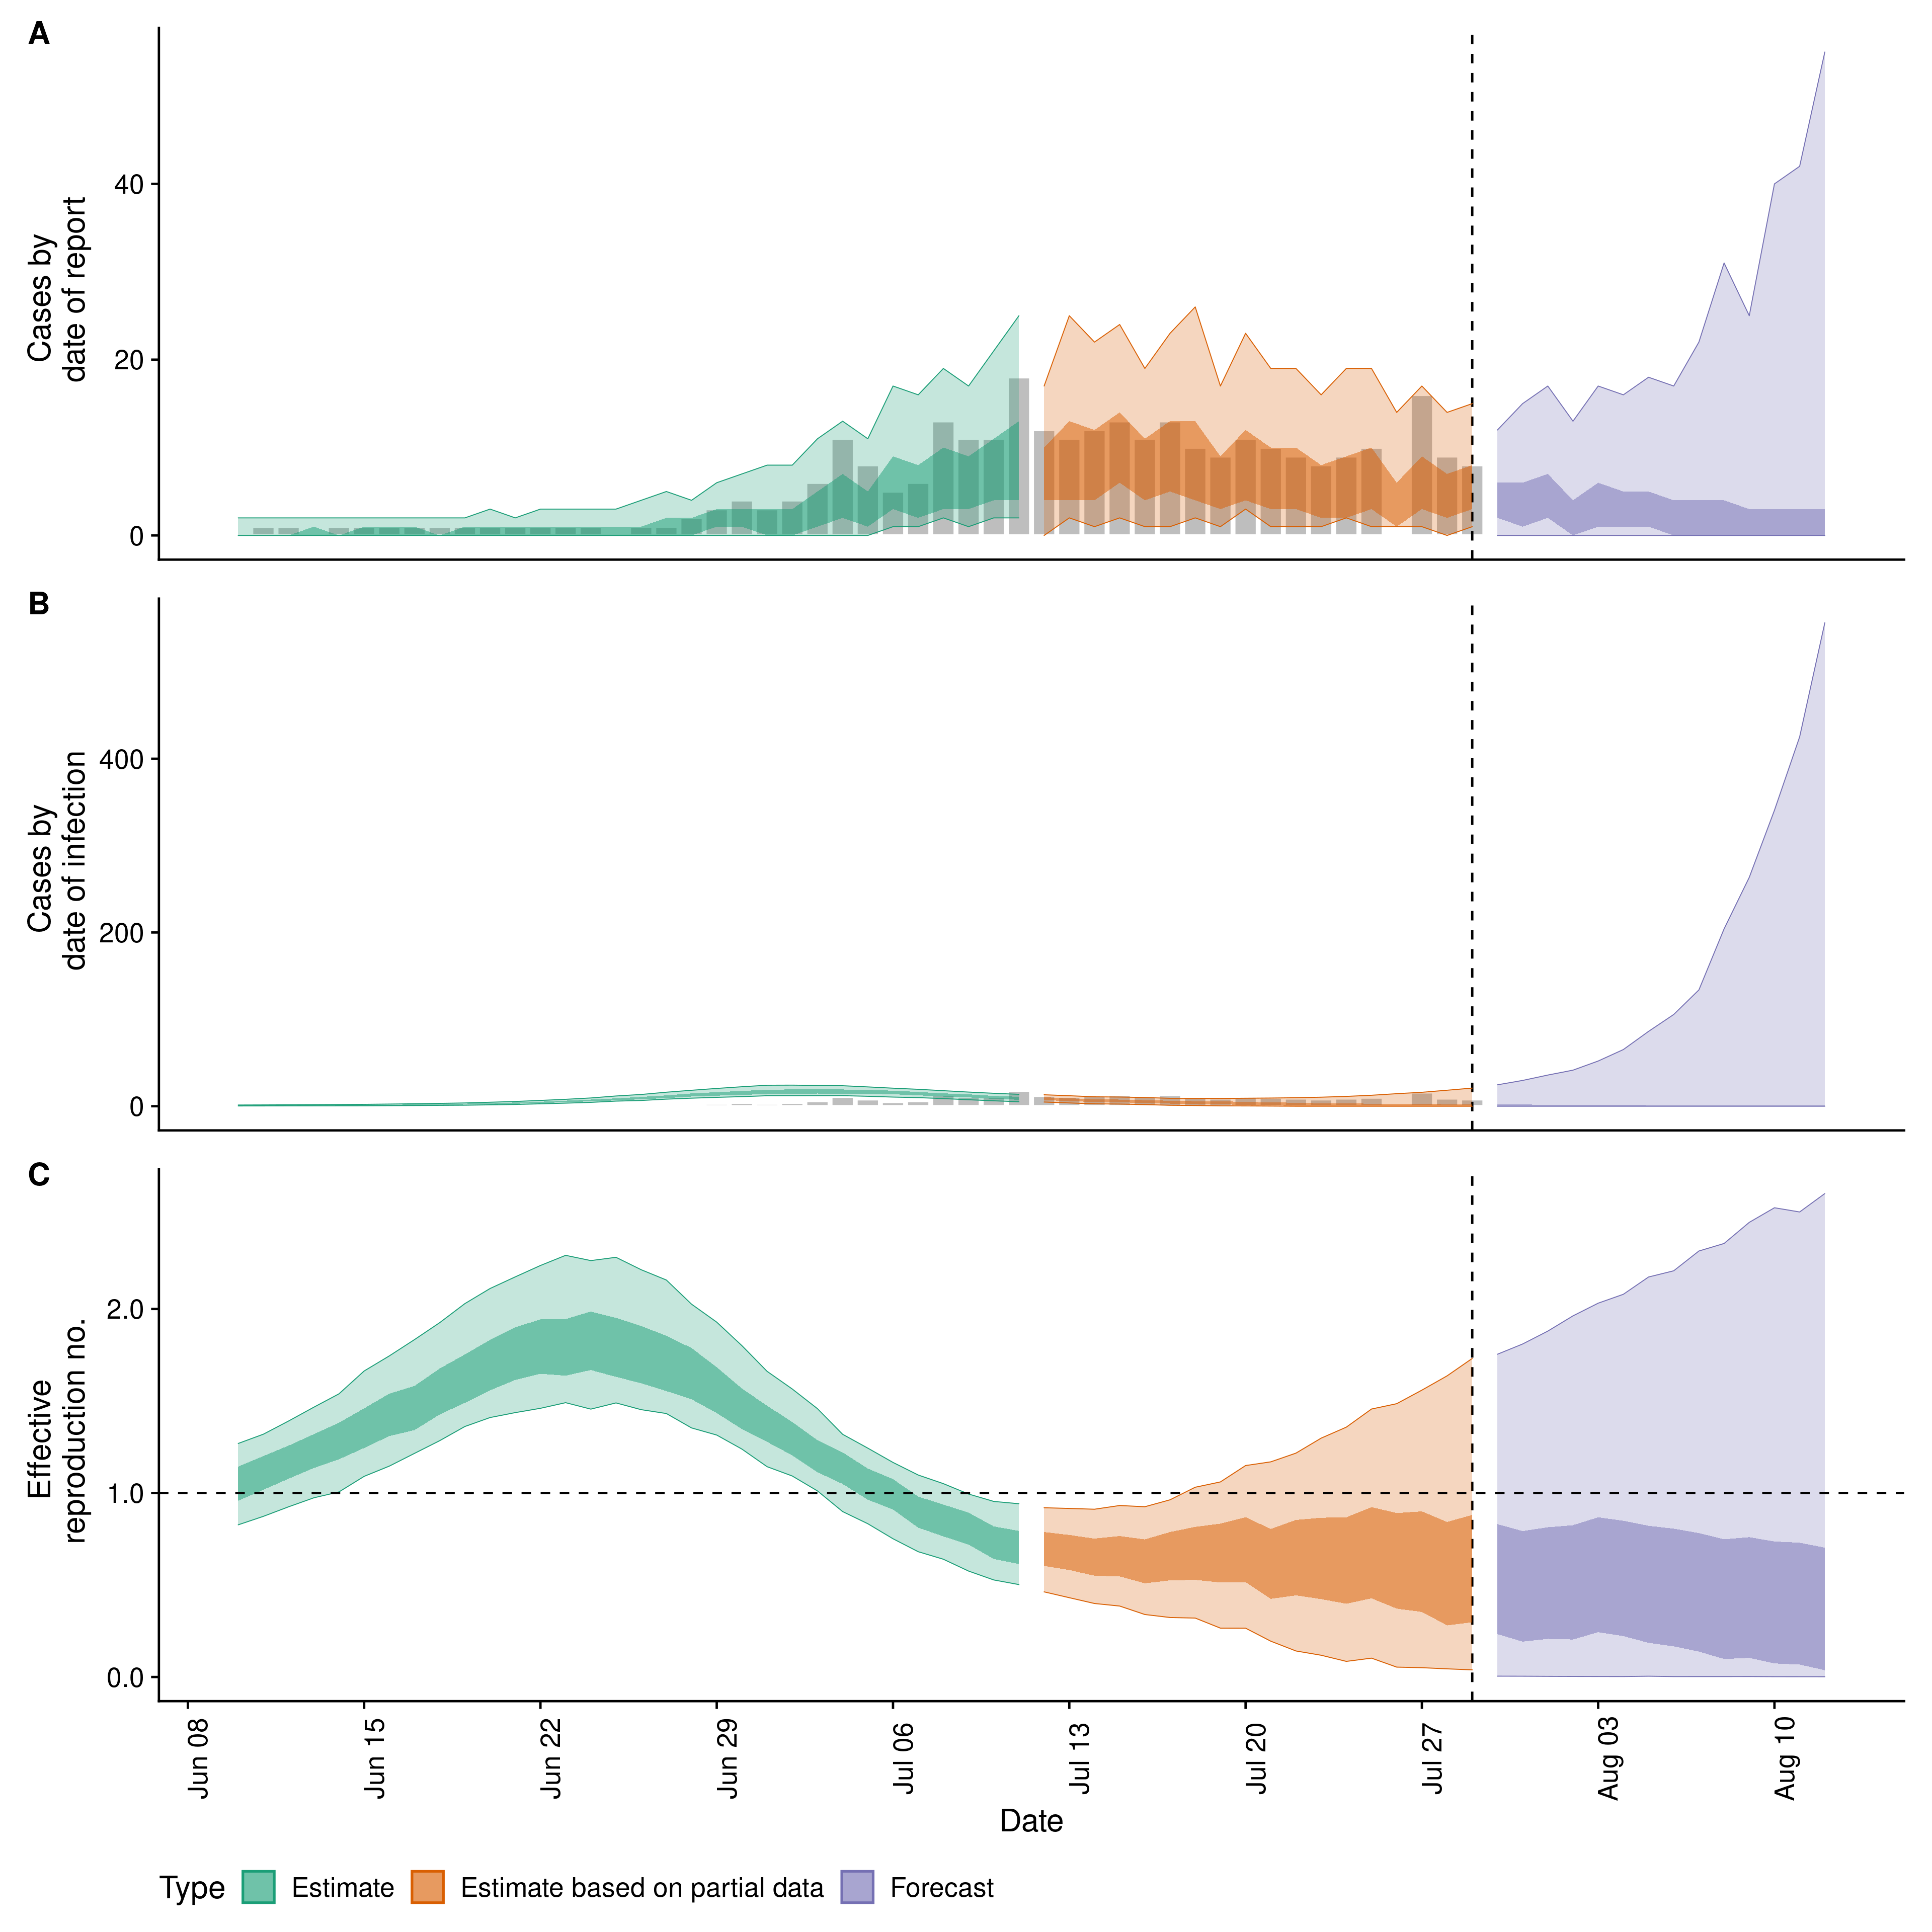 A
Cases by
date of report
40
20
0
B
Cases by
date of infection
400
200
0
C
Effective
reproduction no.
2.0
1.0
0.0
Jun 08
Jun 15
Jun 22
Jun 29
Jul 06
Jul 13
Jul 20
Jul 27
Aug 03
Aug 10
Date
Type Estimate Estimate based on partial data Forecast